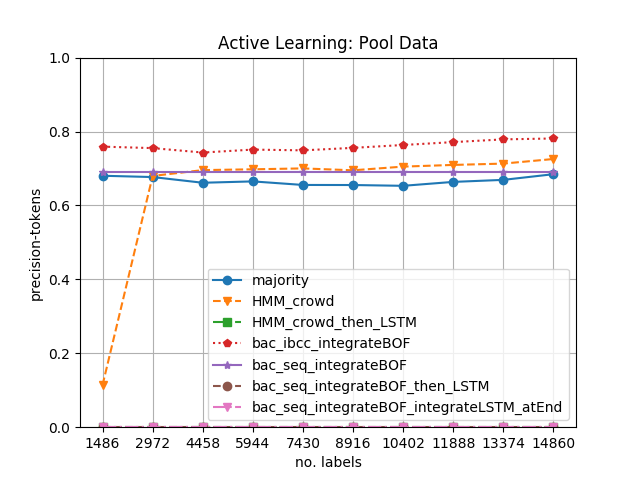 Active Learning: Pool Data
1.0
0.8
0.6
0.4
0.2
0.0
precision-tokens
majority
HMM_crowd
HMM_crowd_then_LSTM
bac_ibcc_integrateBOF
bac_seq_integrateBOF
bac_seq_integrateBOF_then_LSTM
bac_seq_integrateBOF_integrateLSTM_atEnd
1486 2972 4458 5944 7430 8916 10402 11888 13374 14860
no. labels